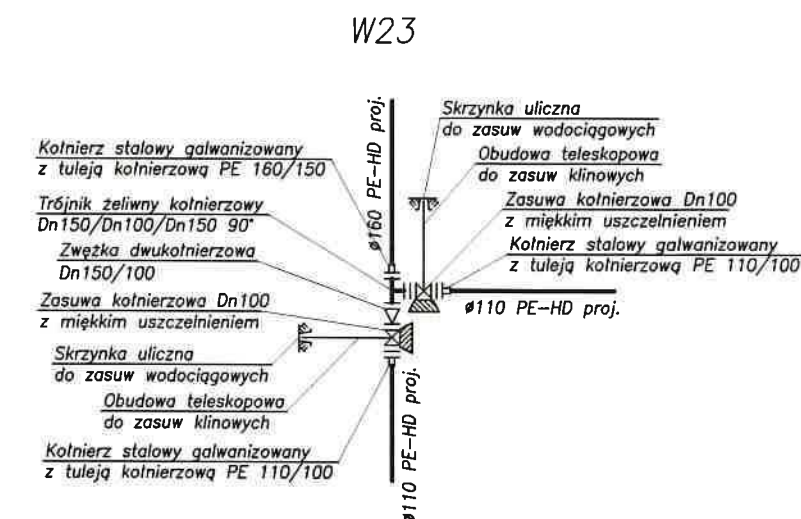 W23
Kołnierz stalowy galwanizowany
z tuleją kołnierzową PE 160/150
Trójnik żeliwny kołnierzowy
Dn150/Dn100/Dn150 90°
Zwężka dwukołnierzowa
Dn150/100
Zasuwa kołnierzowa Dn100
z miękkim uszczelnieniem
Skrzynka uliczna
do zasuw wodociągowych
Obudowa teleskopowa
do zasuw klinowych
Kołnierz stalowy galwanizowany
z tuleją kołnierzową PE 110/100
ø160 PE-HD proj.
Skrzynka uliczna
do zasuw wodociągowych
Obudowa teleskopowa
do zasuw klinowych
Zasuwa kołnierzowa Dn100
z miękkim uszczelnieniem
Kołnierz stalowy galwanizowany
z tuleją kołnierzową PE 110/100
ø110 PE-HD proj.
ø110 PE-HD proj.